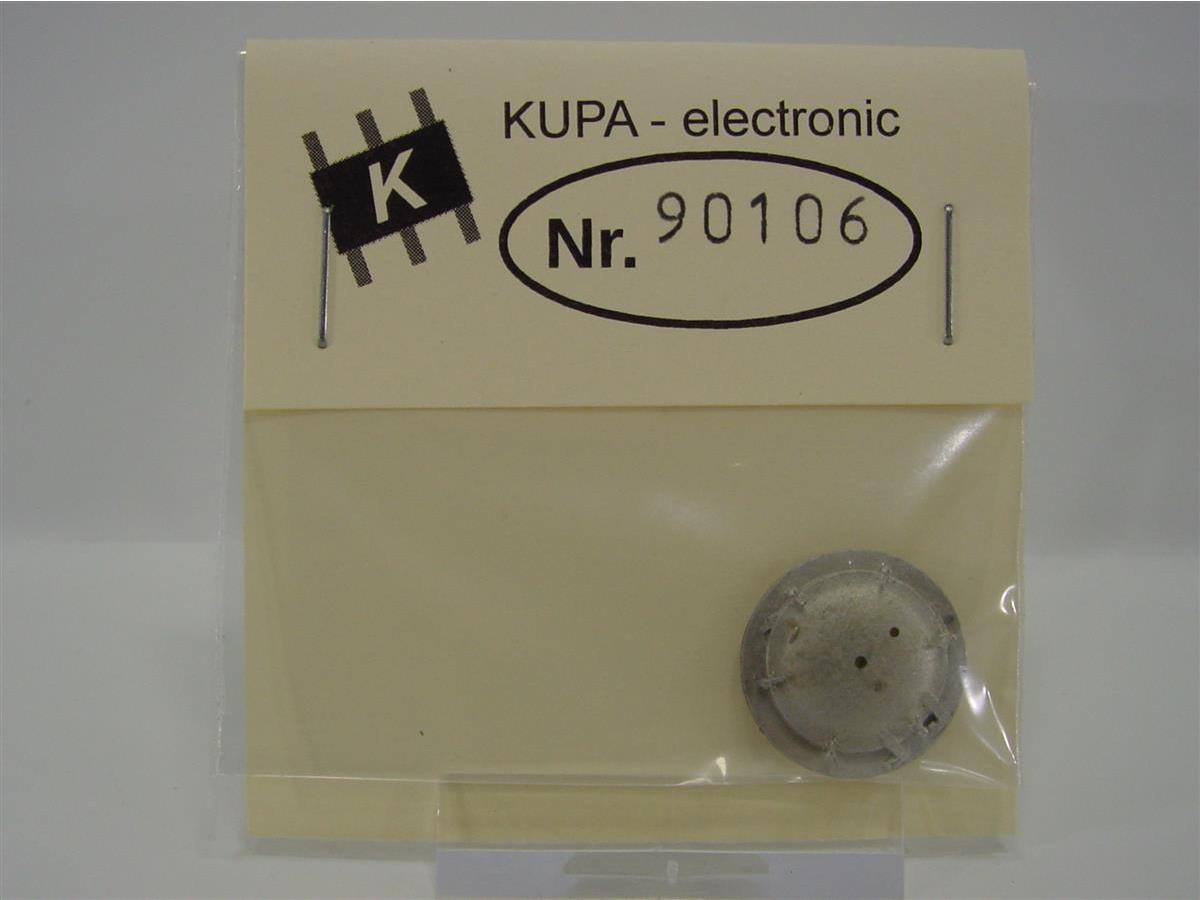 KUPA - electronic
K
Nr. 90106